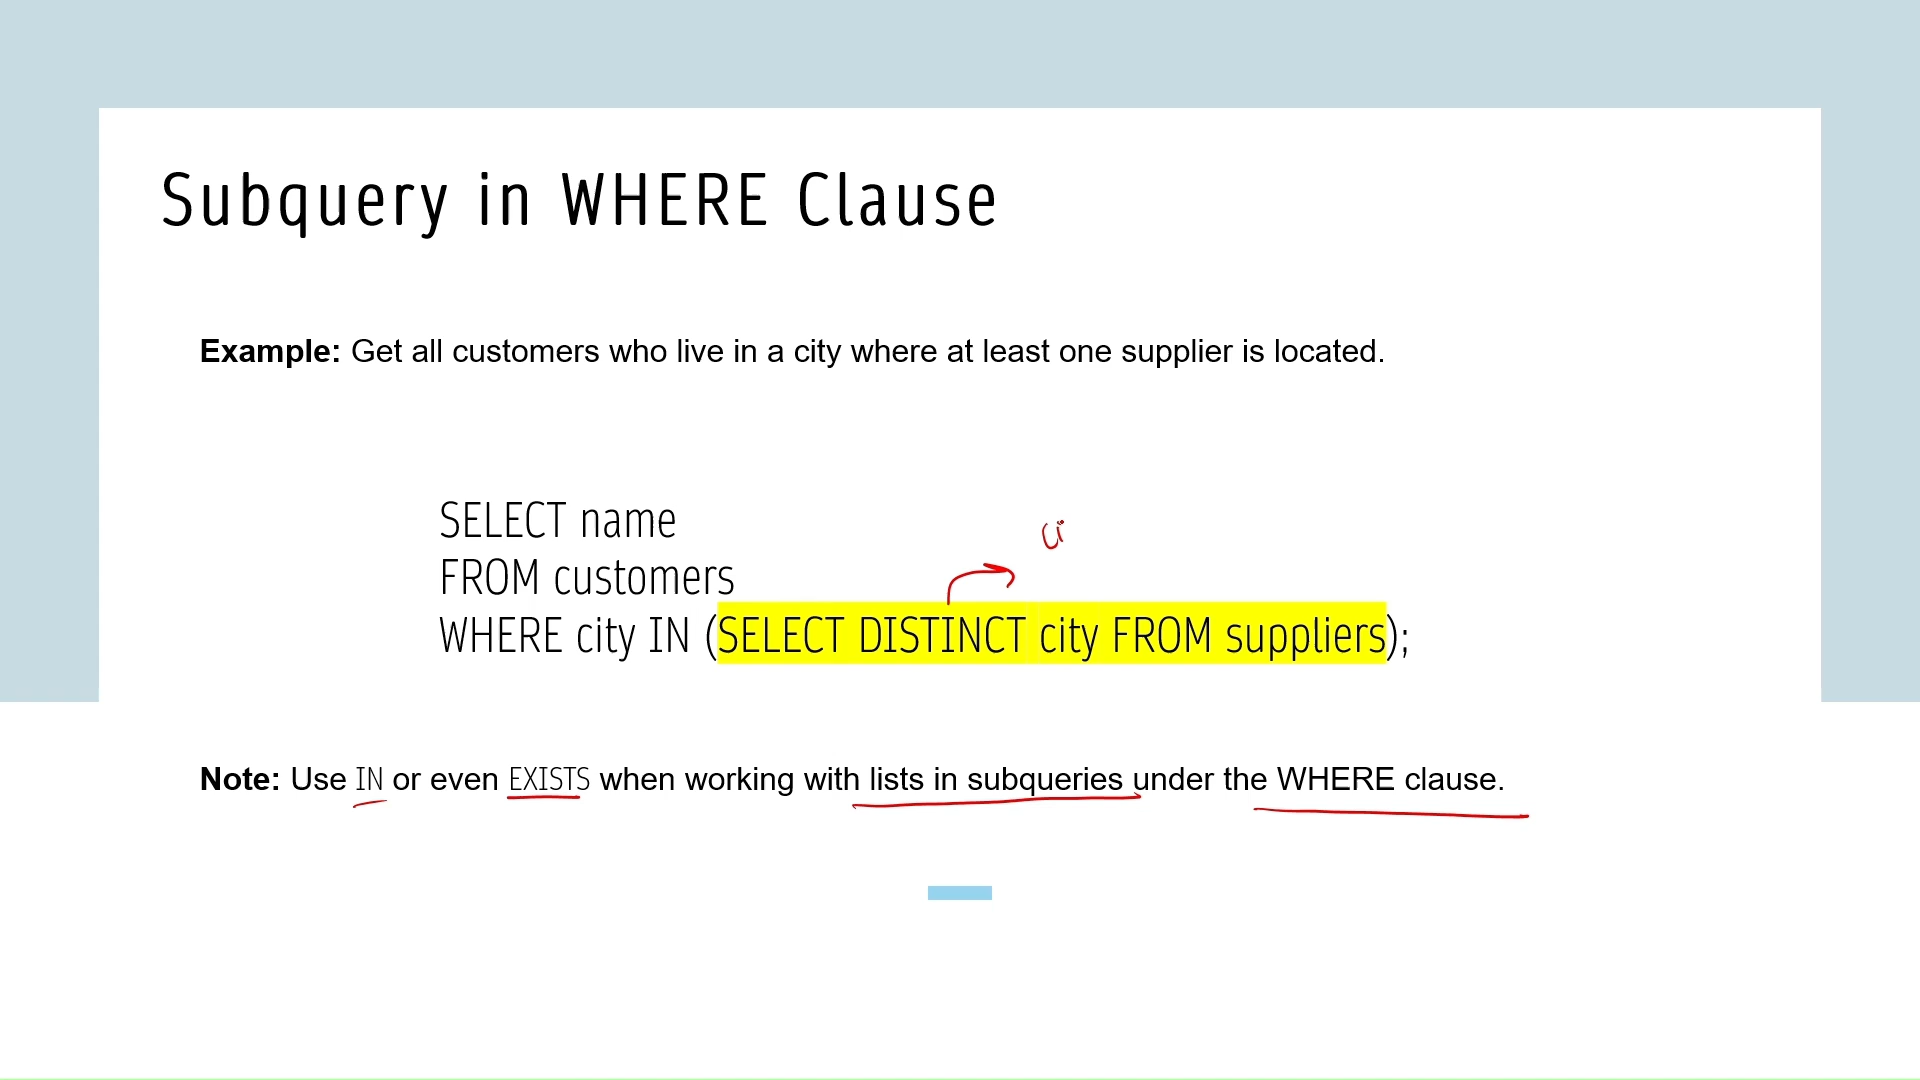 Subquery in WHERE Clause
Example: Get all customers who live in a city where at least one supplier is located.
SELECT name
ci
FROM customers
WHERE city IN (SELECT DISTINCT city FROM suppliers);
Note: Use IN or even EXISTS when working with lists in subqueries under the WHERE clause.